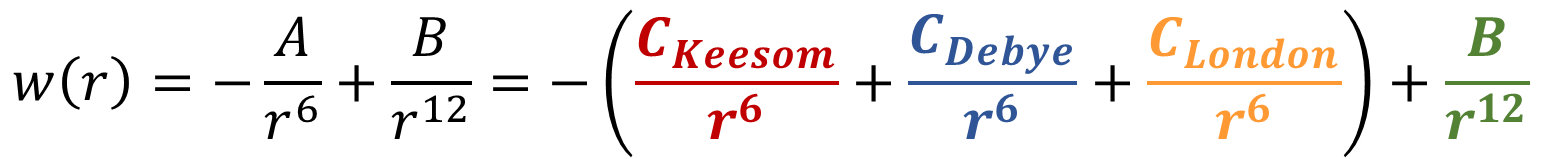 w(r) = −A/r⁶ + B/r¹² = −(C_Keesom/r⁶ + C_Debye/r⁶ + C_London/r⁶) + B/r¹²